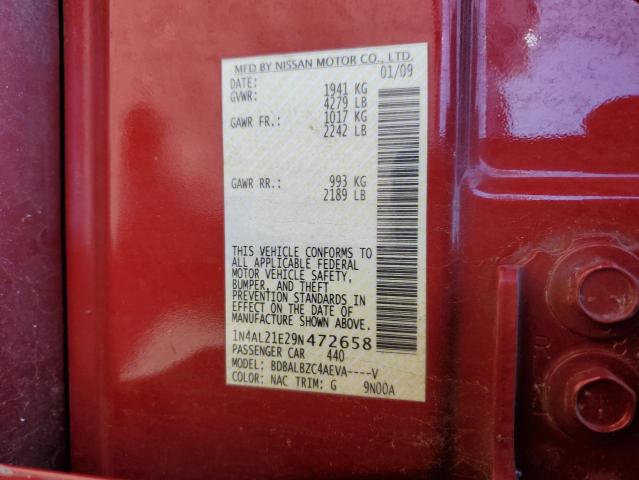 MFD BY NISSAN MOTOR CO., LTD.
DATE: 01/09
GVWR: 1941 KG
4279 LB
GAWR FR.: 1017 KG
2242 LB
GAWR RR.: 993 KG
2189 LB
THIS VEHICLE CONFORMS TO
ALL APPLICABLE FEDERAL
MOTOR VEHICLE SAFETY,
BUMPER, AND THEFT
PREVENTION STANDARDS IN
EFFECT ON THE DATE OF
MANUFACTURE SHOWN ABOVE.
1N4AL21E29N472658
PASSENGER CAR 440
MODEL: BDBALBZC4AEVA----V
COLOR: NAC TRIM: G 9N00A